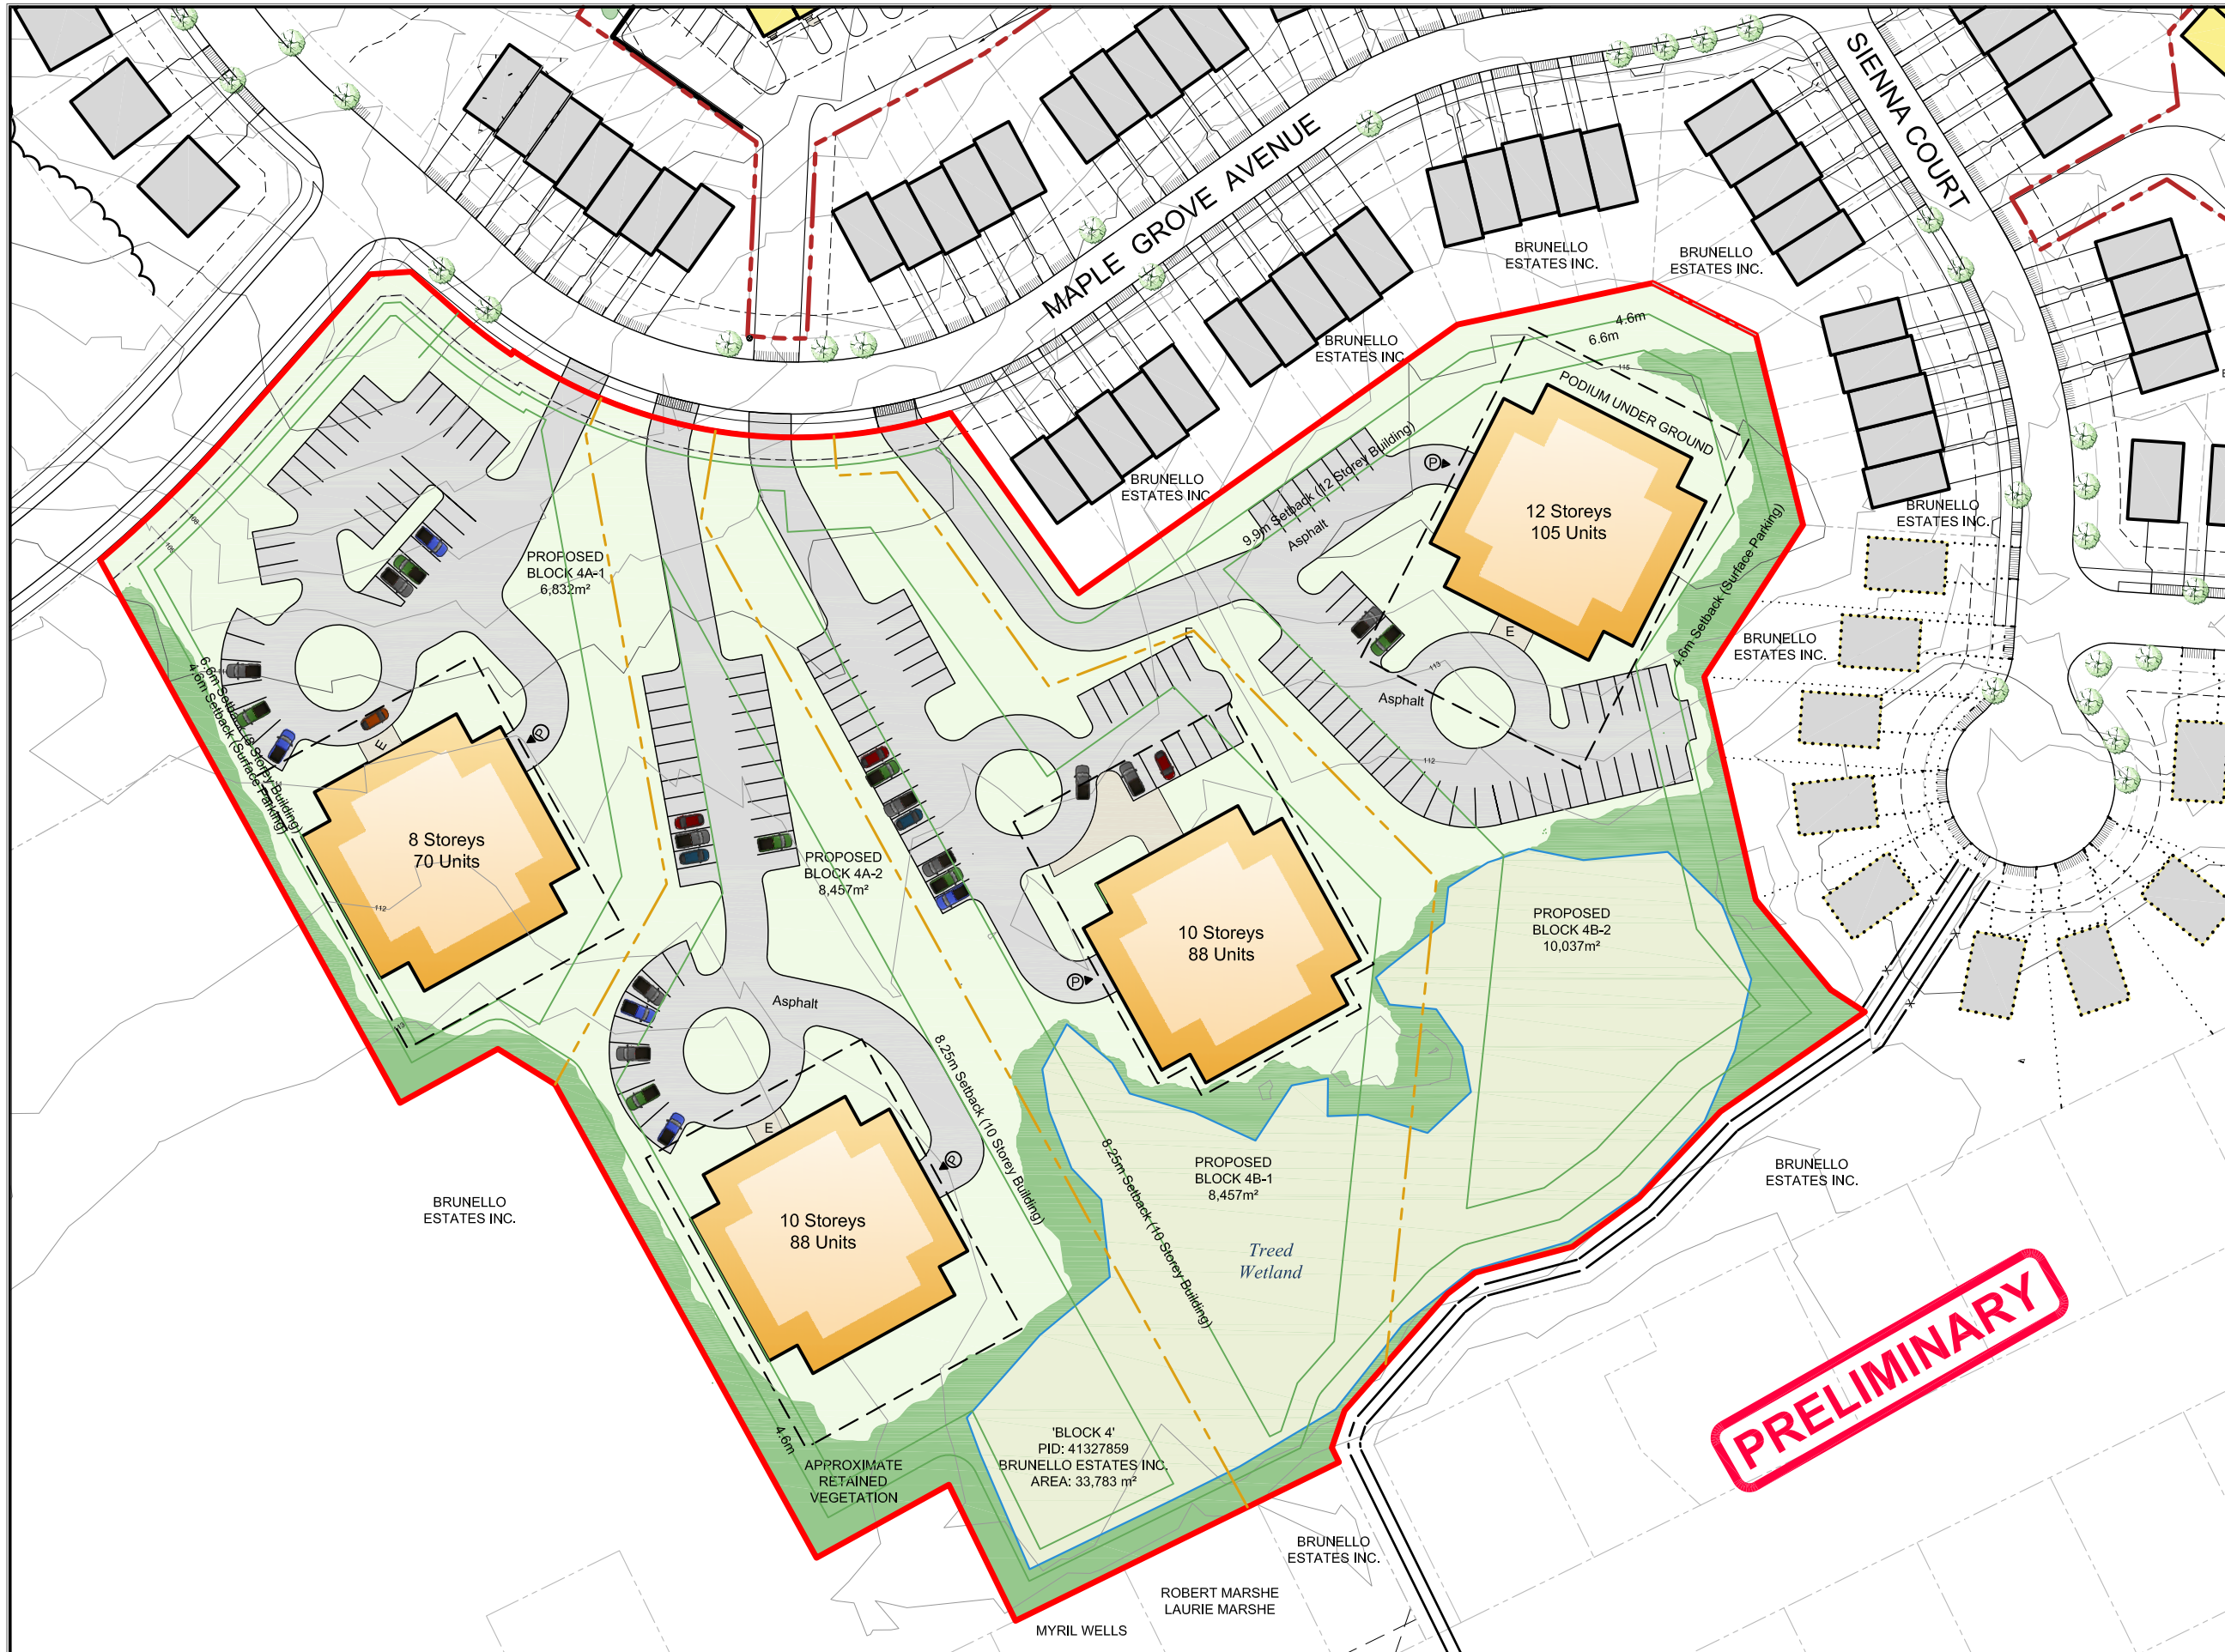 SIENNA COURT
MAPLE GROVE AVENUE
BRUNELLO
ESTATES INC.
BRUNELLO
ESTATES INC.
BRUNELLO
ESTATES INC.
BRUNELLO
ESTATES INC.
BRUNELLO
ESTATES INC.
BRUNELLO
ESTATES INC.
4.6m
6.6m
115
PODIUM UNDER GROUND
9.9m Setback (12 Storey Building)
Asphalt
P
12 Storeys
105 Units
E
4.6m Setback (Surface Parking)
113
Asphalt
112
PROPOSED
BLOCK 4A-1
6,832m²
6.6m Setback (8 Storey Building)
4.6m Setback (Surface Parking)
E
P
8 Storeys
70 Units
112
113
PROPOSED
BLOCK 4A-2
8,457m²
10 Storeys
88 Units
P
PROPOSED
BLOCK 4B-2
10,037m²
Asphalt
8.25m Setback (10 Storey Building)
E
P
10 Storeys
88 Units
8.25m Setback (10 Storey Building)
PROPOSED
BLOCK 4B-1
8,457m²
Treed
Wetland
BRUNELLO
ESTATES INC.
BRUNELLO
ESTATES INC.
PRELIMINARY
4.6m
APPROXIMATE
RETAINED
VEGETATION
'BLOCK 4'
PID: 41327859
BRUNELLO ESTATES INC.
AREA: 33,783 m²
BRUNELLO
ESTATES INC.
ROBERT MARSHE
LAURIE MARSHE
MYRIL WELLS